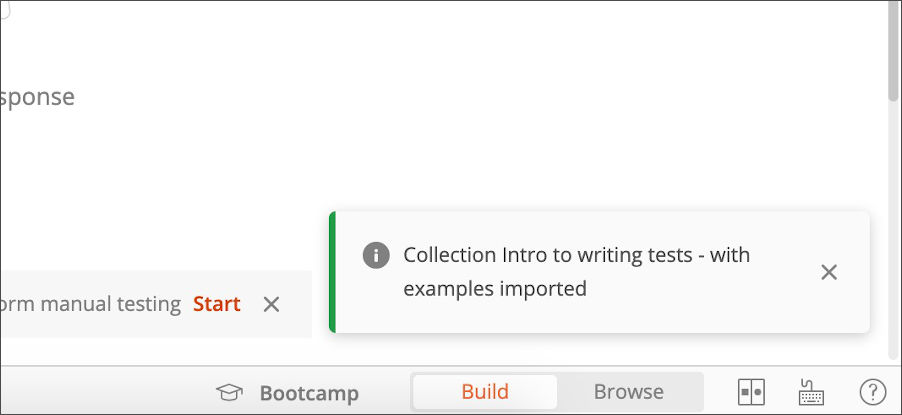 sponse
Collection Intro to writing tests - with
examples imported
orm manual testing Start
Bootcamp Build Browse